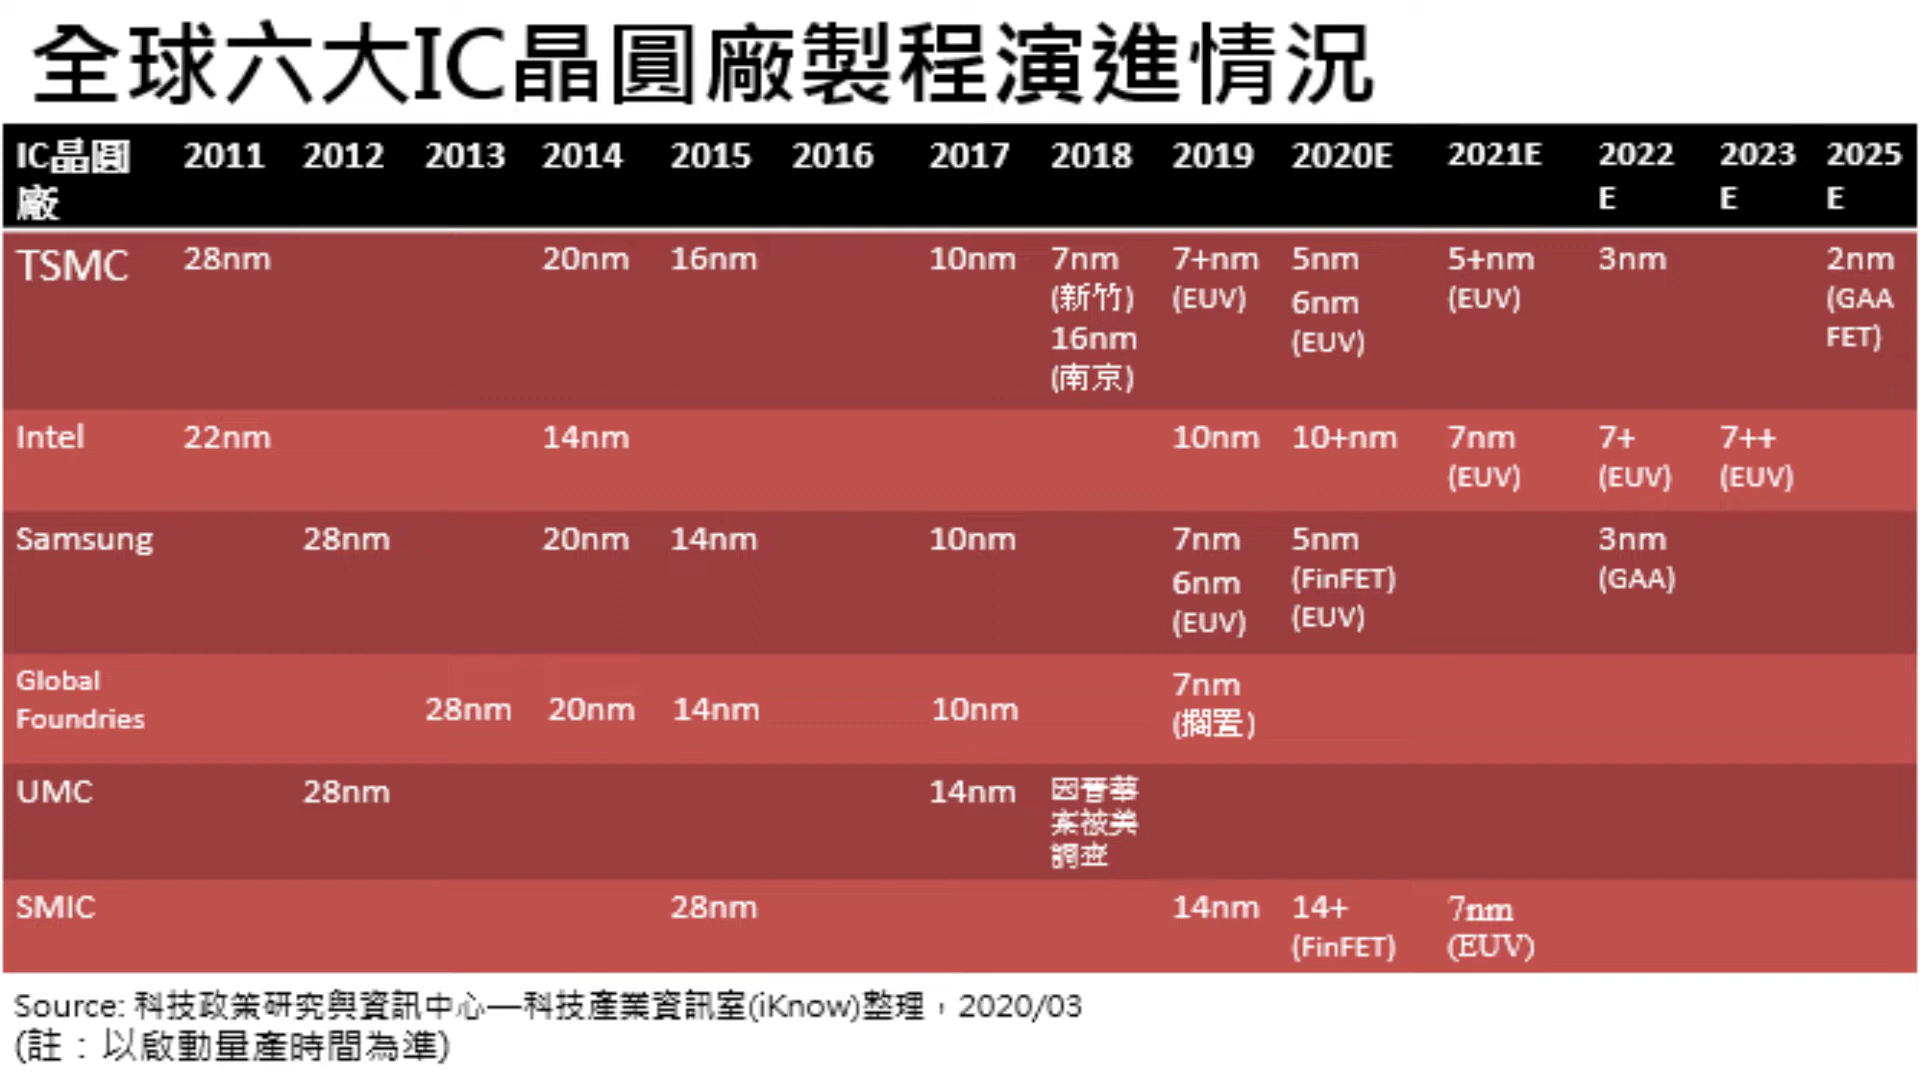 全球六大IC晶圓廠製程演進情況
IC晶圓廠 2011 2012 2013 2014 2015 2016 2017 2018 2019 2020E 2021E 2022E 2023E 2025E
TSMC 28nm 20nm 16nm 10nm 7nm (新竹) 16nm (南京) 7+nm (EUV) 5nm 6nm (EUV) 5+nm (EUV) 3nm 2nm (GAA FET)
Intel 22nm 14nm 10nm 10+nm 7nm (EUV) 7+ (EUV) 7++ (EUV)
Samsung 28nm 20nm 14nm 10nm 7nm 6nm (EUV) 5nm (FinFET) (EUV) 3nm (GAA)
Global Foundries 28nm 20nm 14nm 10nm 7nm (擱置)
UMC 28nm 14nm 因晉華案被美調查
SMIC 28nm 14nm 14+ (FinFET) 7nm (EUV)
Source: 科技政策研究與資訊中心—科技產業資訊室(iKnow)整理，2020/03
(註：以啟動量產時間為準)